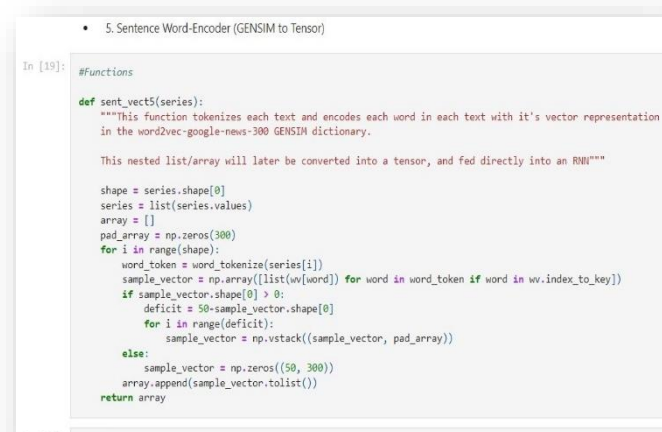 • 5. Sentence Word-Encoder (GENSIM to Tensor)
In [19]:
#Functions
def sent_vect5(series):
    """This function tokenizes each text and encodes each word in each text with it's vector representation
    in the word2vec-google-news-300 GENSIM dictionary.
    This nested list/array will later be converted into a tensor, and fed directly into an RNN"""
    shape = series.shape[0]
    series = list(series.values)
    array = []
    pad_array = np.zeros(300)
    for i in range(shape):
        word_token = word_tokenize(series[i])
        sample_vector = np.array([list(wv[word]) for word in word_token if word in wv.index_to_key])
        if sample_vector.shape[0] > 0:
            deficit = 50-sample_vector.shape[0]
            for i in range(deficit):
                sample_vector = np.vstack((sample_vector, pad_array))
        else:
            sample_vector = np.zeros((50, 300))
        array.append(sample_vector.tolist())
    return array